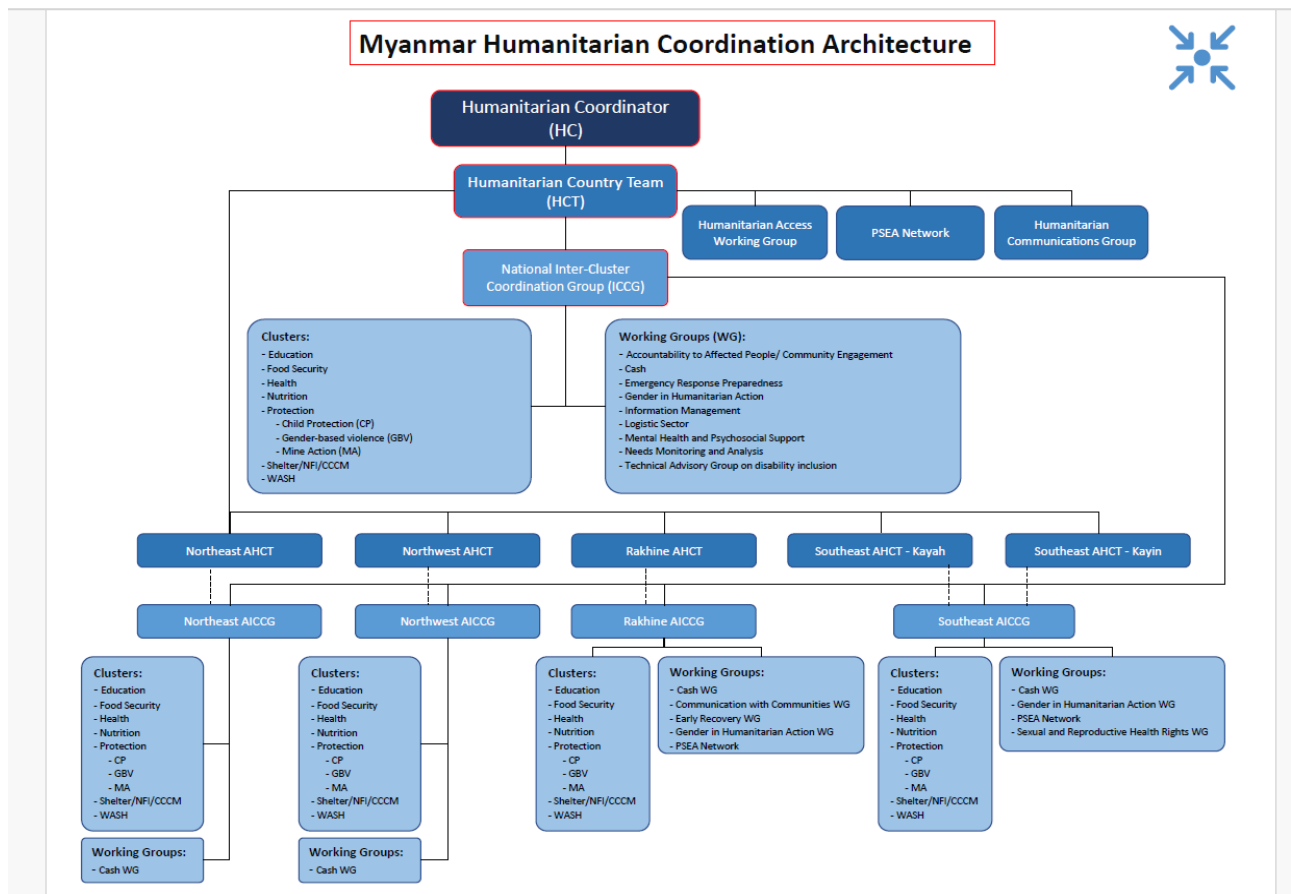 Myanmar Humanitarian Coordination Architecture
Humanitarian Coordinator
(HC)
Humanitarian Country Team
(HCT)
Humanitarian Access
Working Group
PSEA Network
Humanitarian
Communications Group
National Inter-Cluster
Coordination Group (ICCG)
Clusters:
- Education
- Food Security
- Health
- Nutrition
- Protection
- Child Protection (CP)
- Gender-based violence (GBV)
- Mine Action (MA)
- Shelter/NFI/CCCM
- WASH
Working Groups (WG):
- Accountability to Affected People/ Community Engagement
- Cash
- Emergency Response Preparedness
- Gender in Humanitarian Action
- Information Management
- Logistic Sector
- Mental Health and Psychosocial Support
- Needs Monitoring and Analysis
- Technical Advisory Group on disability inclusion
Northeast AHCT
Northwest AHCT
Rakhine AHCT
Southeast AHCT - Kayah
Southeast AHCT - Kayin
Northeast AICCG
Northwest AICCG
Rakhine AICCG
Southeast AICCG
Clusters:
- Education
- Food Security
- Health
- Nutrition
- Protection
- CP
- GBV
- MA
- Shelter/NFI/CCCM
- WASH
Working Groups:
- Cash WG
Clusters:
- Education
- Food Security
- Health
- Nutrition
- Protection
- CP
- GBV
- MA
- Shelter/NFI/CCCM
- WASH
Working Groups:
- Cash WG
Clusters:
- Education
- Food Security
- Health
- Nutrition
- Protection
- CP
- GBV
- MA
- Shelter/NFI/CCCM
- WASH
Working Groups:
- Cash WG
- Communication with Communities WG
- Early Recovery WG
- Gender in Humanitarian Action WG
- PSEA Network
Clusters:
- Education
- Food Security
- Health
- Nutrition
- Protection
- CP
- GBV
- MA
- Shelter/NFI/CCCM
- WASH
Working Groups:
- Cash WG
- Gender in Humanitarian Action WG
- PSEA Network
- Sexual and Reproductive Health Rights WG